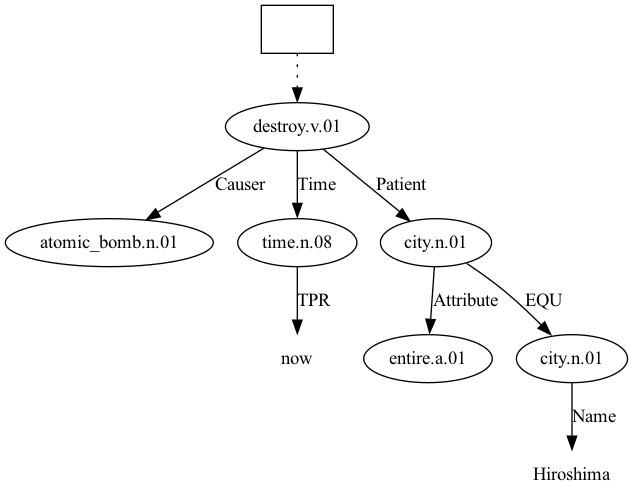 destroy.v.01
Causer Time Patient
atomic_bomb.n.01 time.n.08 city.n.01
TPR Attribute EQU
now entire.a.01 city.n.01
Name
Hiroshima